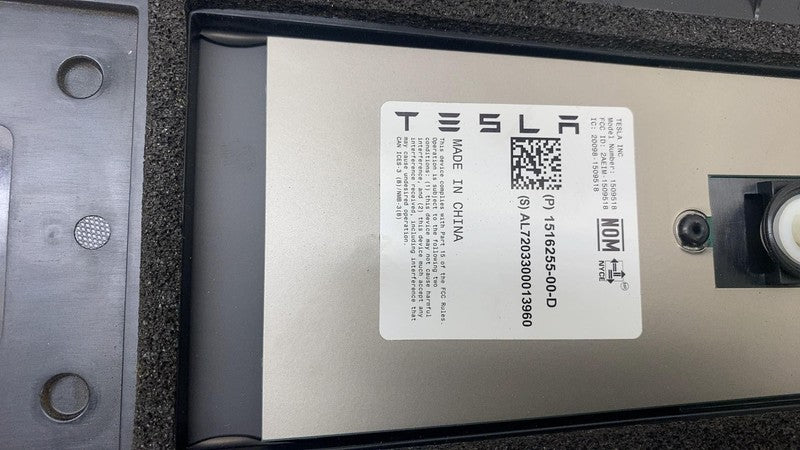 TESLA
TESLA INC
Model Number: 1509518
FCC ID: 2AEIM-1509518
IC: 20098-1509518
NOM
NYCE
(P) 1516255-00-D
(S) AL7203300013960
MADE IN CHINA
This device complies with Part 15 of the FCC Rules.
Operation is subject to the following two
conditions: (1) this device may not cause harmful
interference, and (2) this device much accept any
interference received, including interference that
may cause undesired operation.
CAN ICES-3 (B)/NMB-3(B)